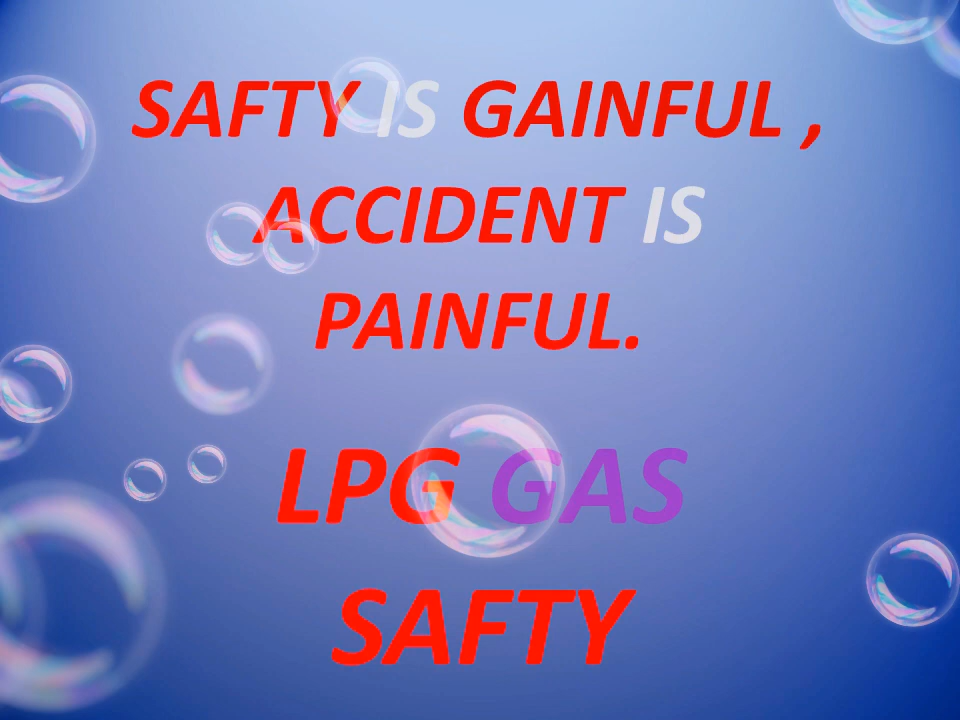 SAFTY IS GAINFUL ,
ACCIDENT IS
PAINFUL.
LPG GAS
SAFTY